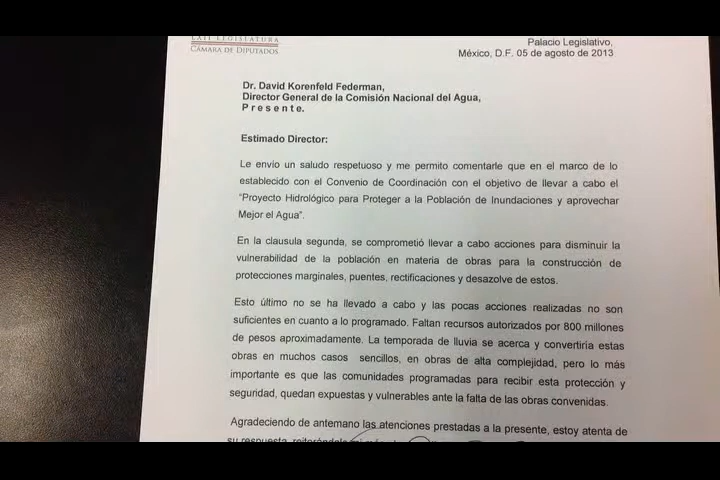 LXII LEGISLATURA
CÁMARA DE DIPUTADOS
Palacio Legislativo,
México, D.F. 05 de agosto de 2013
Dr. David Korenfeld Federman,
Director General de la Comisión Nacional del Agua,
P r e s e n t e.
Estimado Director:
Le envío un saludo respetuoso y me permito comentarle que en el marco de lo
establecido con el Convenio de Coordinación con el objetivo de llevar a cabo el
“Proyecto Hidrológico para Proteger a la Población de Inundaciones y aprovechar
Mejor el Agua”.
En la clausula segunda, se comprometió llevar a cabo acciones para disminuir la
vulnerabilidad de la población en materia de obras para la construcción de
protecciones marginales, puentes, rectificaciones y desazolve de estos.
Esto último no se ha llevado a cabo y las pocas acciones realizadas no son
suficientes en cuanto a lo programado. Faltan recursos autorizados por 800 millones
de pesos aproximadamente. La temporada de lluvia se acerca y convertiría estas
obras en muchos casos sencillos, en obras de alta complejidad, pero lo más
importante es que las comunidades programadas para recibir esta protección y
seguridad, quedan expuestas y vulnerables ante la falta de las obras convenidas.
Agradeciendo de antemano las atenciones prestadas a la presente, estoy atenta de
su respuesta, reiterándole